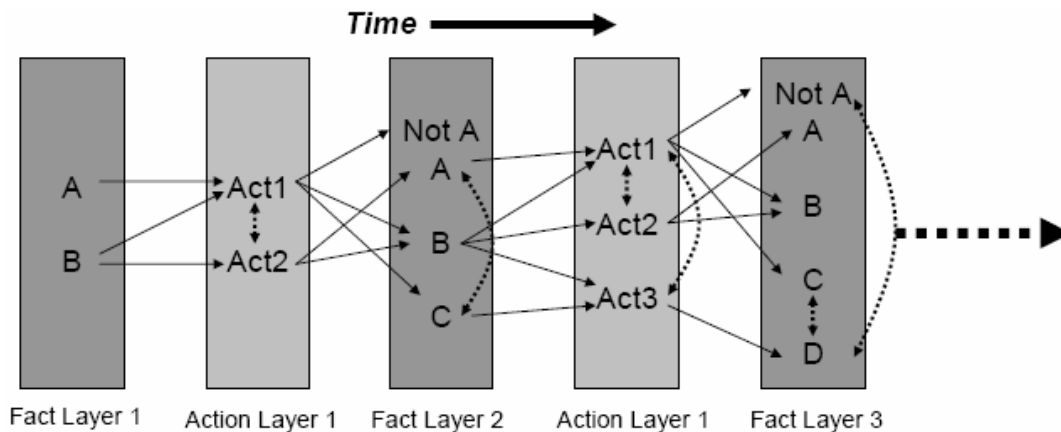 Time
A
B
Act1
Act2
Not A
A
B
C
Act1
Act2
Act3
Not A
A
B
C
D
Fact Layer 1
Action Layer 1
Fact Layer 2
Action Layer 1
Fact Layer 3